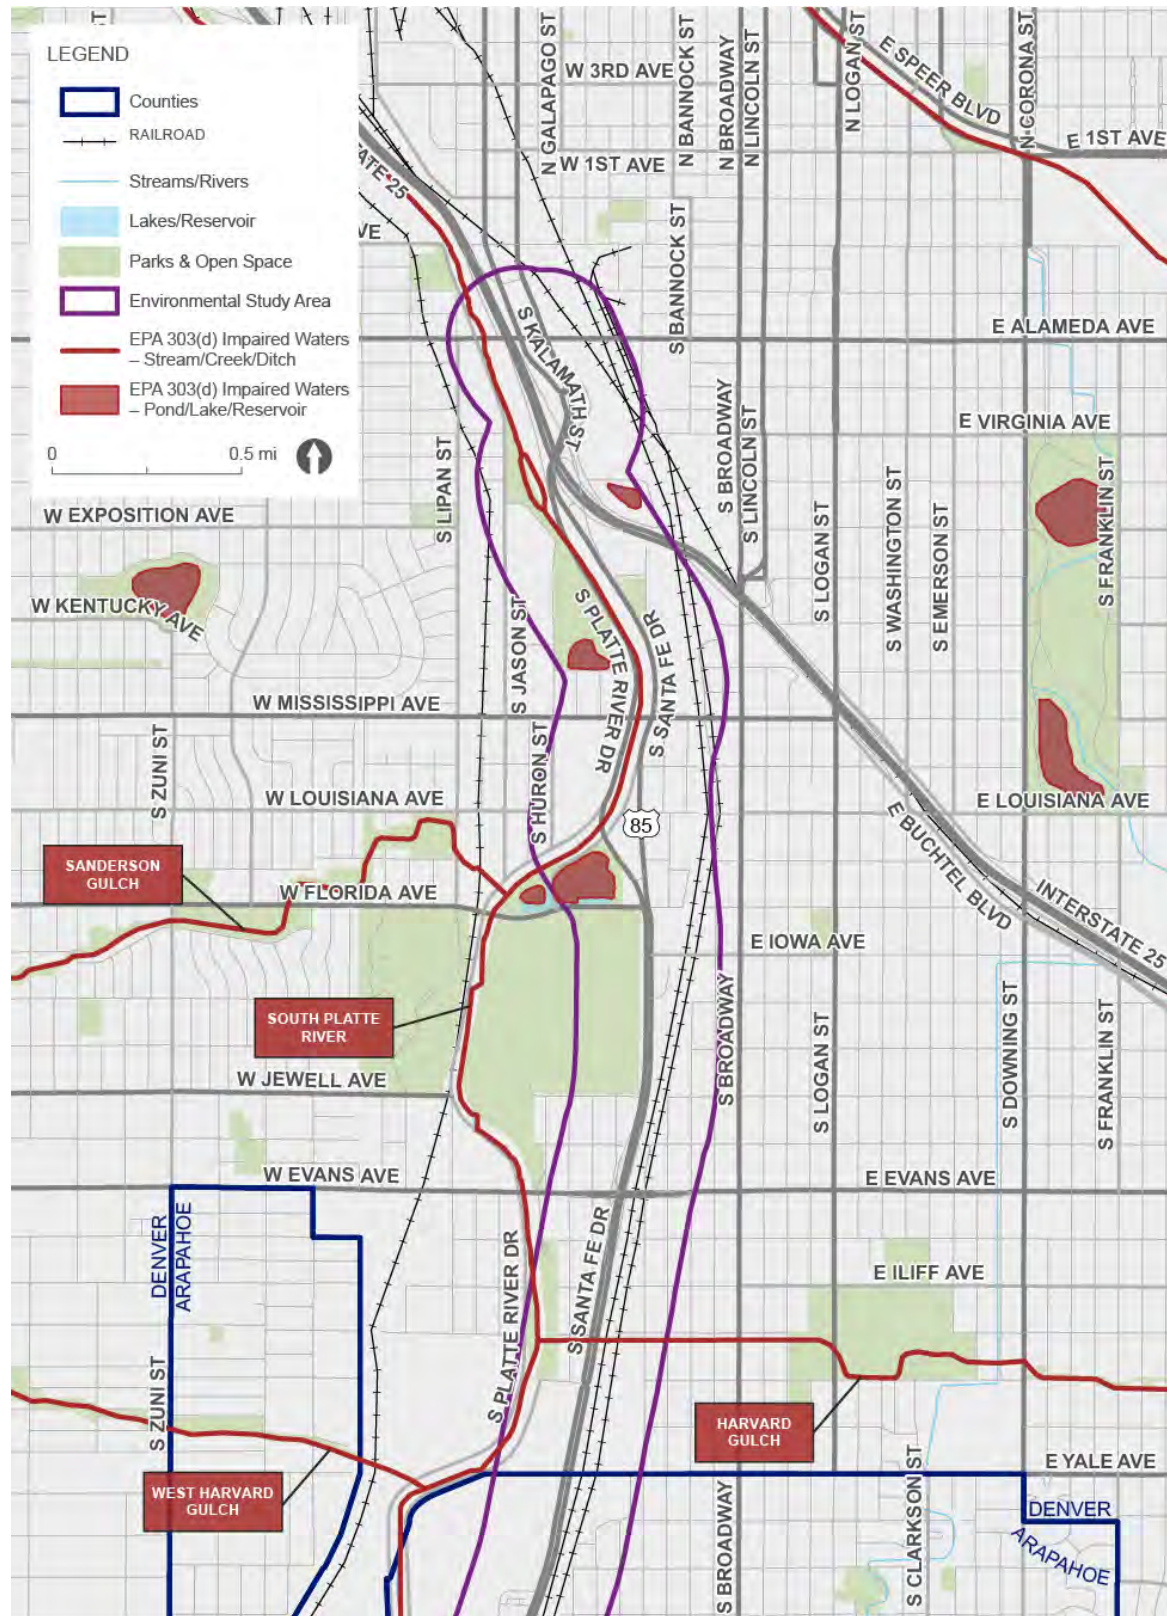 LEGEND
Counties
RAILROAD
Streams/Rivers
Lakes/Reservoir
Parks & Open Space
Environmental Study Area
EPA 303(d) Impaired Waters
– Stream/Creek/Ditch
EPA 303(d) Impaired Waters
– Pond/Lake/Reservoir
0 0.5 mi
N GALAPAGO ST
W 3RD AVE
N BANNOCK ST
N BROADWAY
N LINCOLN ST
N LOGAN ST
E SPEER BLVD
N CORONA ST
E 1ST AVE
W 1ST AVE
ATE 25
VE
S BANNOCK ST
E ALAMEDA AVE
S KALAMATH ST
S BROADWAY
S LINCOLN ST
E VIRGINIA AVE
S LIPAN ST
S FRANKLIN ST
W EXPOSITION AVE
S LOGAN ST
S WASHINGTON ST
S EMERSON ST
W KENTUCKY AVE
S JASON ST
S PLATTE RIVER DR
S SANTA FE DR
W MISSISSIPPI AVE
S ZUNI ST
S HURON ST
W LOUISIANA AVE
E LOUISIANA AVE
85
E BUCHTEL BLVD
SANDERSON
GULCH
W FLORIDA AVE
INTERSTATE 25
E IOWA AVE
SOUTH PLATTE
RIVER
S BROADWAY
S LOGAN ST
S DOWNING ST
S FRANKLIN ST
W JEWELL AVE
W EVANS AVE
E EVANS AVE
DENVER
ARAPAHOE
S PLATTE RIVER DR
S SANTA FE DR
E ILIFF AVE
S ZUNI ST
HARVARD
GULCH
WEST HARVARD
GULCH
E YALE AVE
S BROADWAY
S CLARKSON ST
DENVER
ARAPAHOE